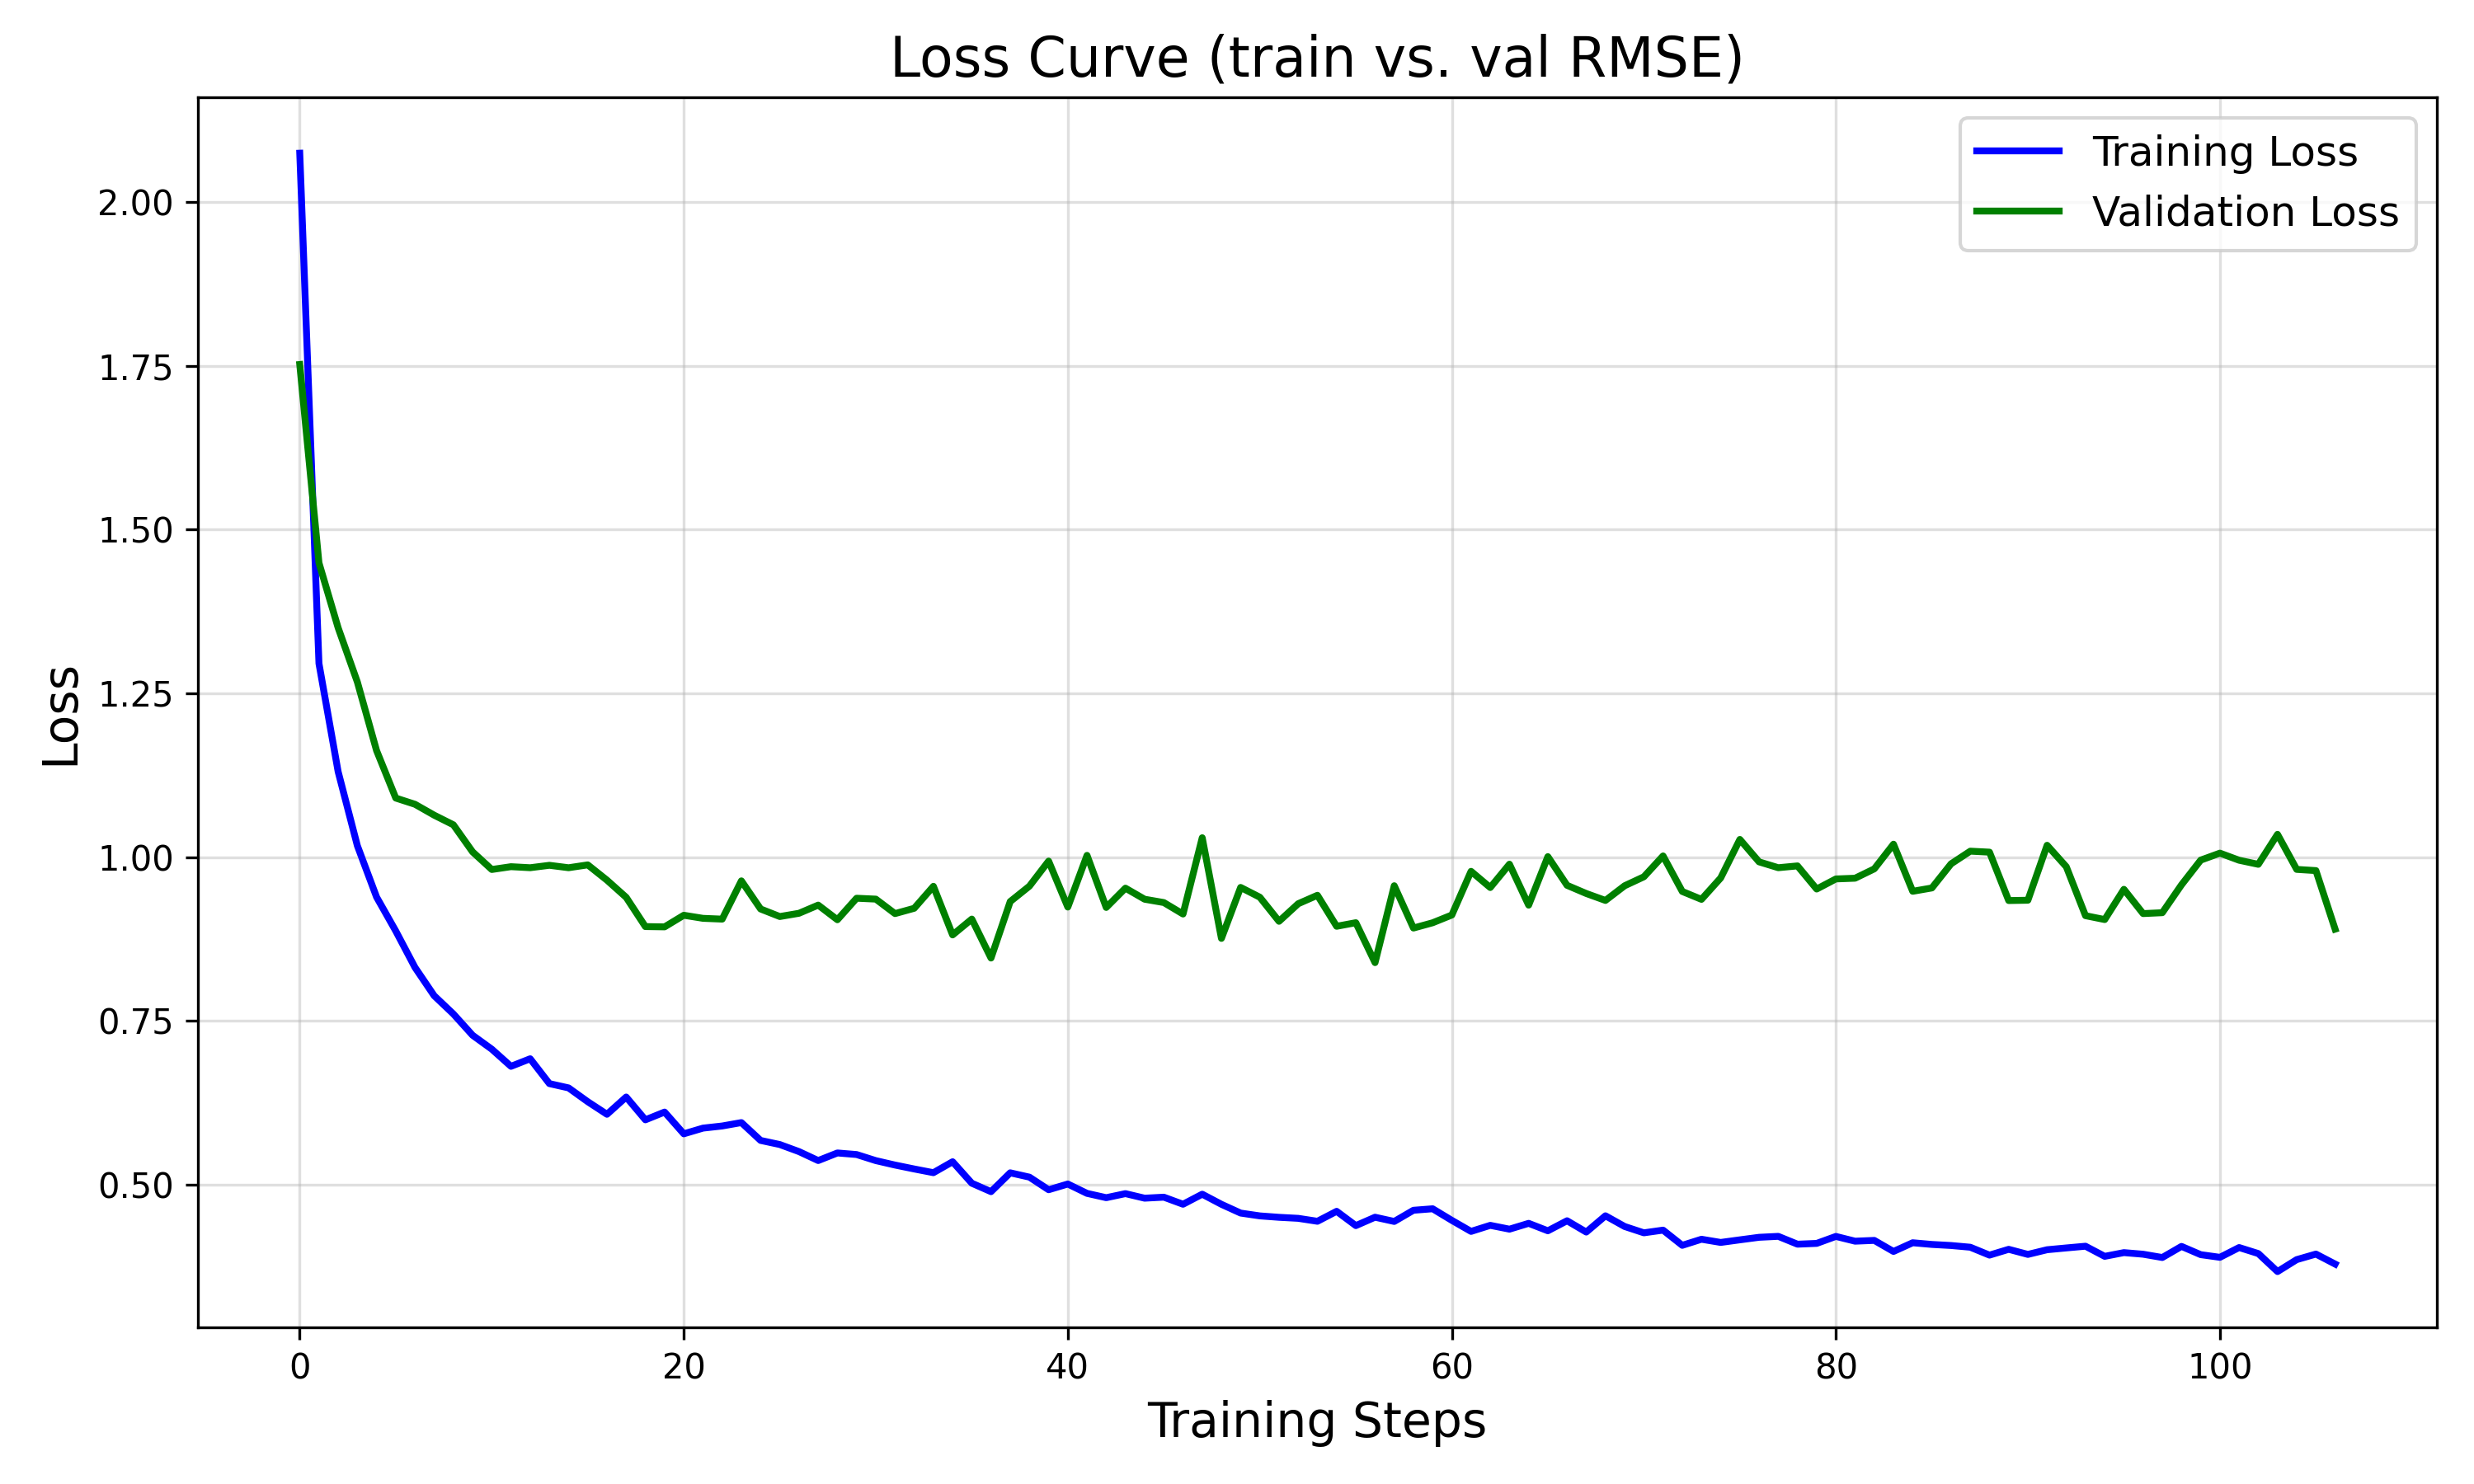 Loss Curve (train vs. val RMSE)
Training Loss
Validation Loss
2.00
1.75
1.50
1.25
1.00
0.75
0.50
Loss
0 20 40 60 80 100
Training Steps